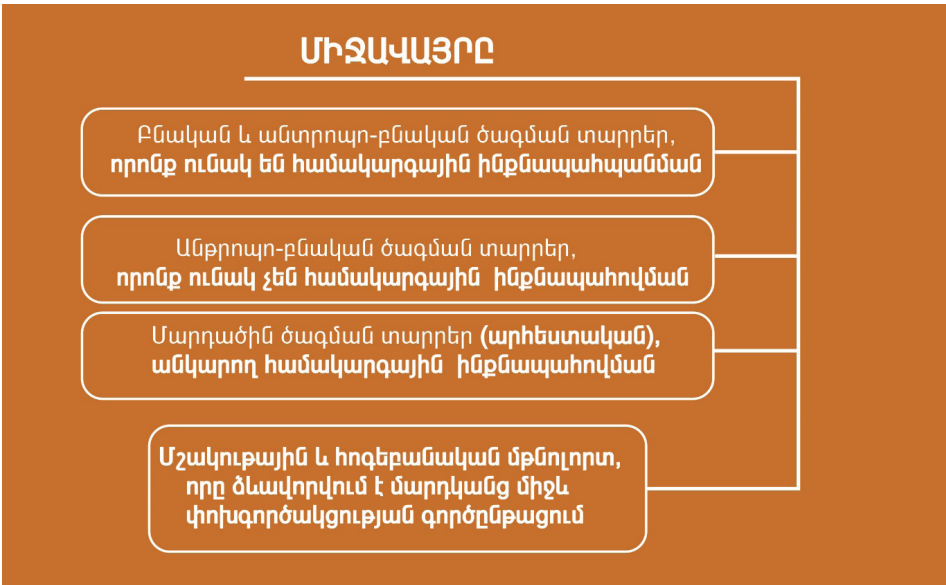 ՄԻՋԱՎԱՅՐԸ
Բնական և անտրոպո-բնական ծագման տարրեր,
որոնք ունակ են համակարգային ինքնապահպանման
Անթրոպո-բնական ծագման տարրեր,
որոնք ունակ չեն համակարգային ինքնապահովման
Մարդածին ծագման տարրեր (արհեստական),
անկարող համակարգային ինքնապահովման
Մշակութային և հոգեբանական մթնոլորտ,
որը ձևավորվում է մարդկանց միջև
փոխգործակցության գործընթացում